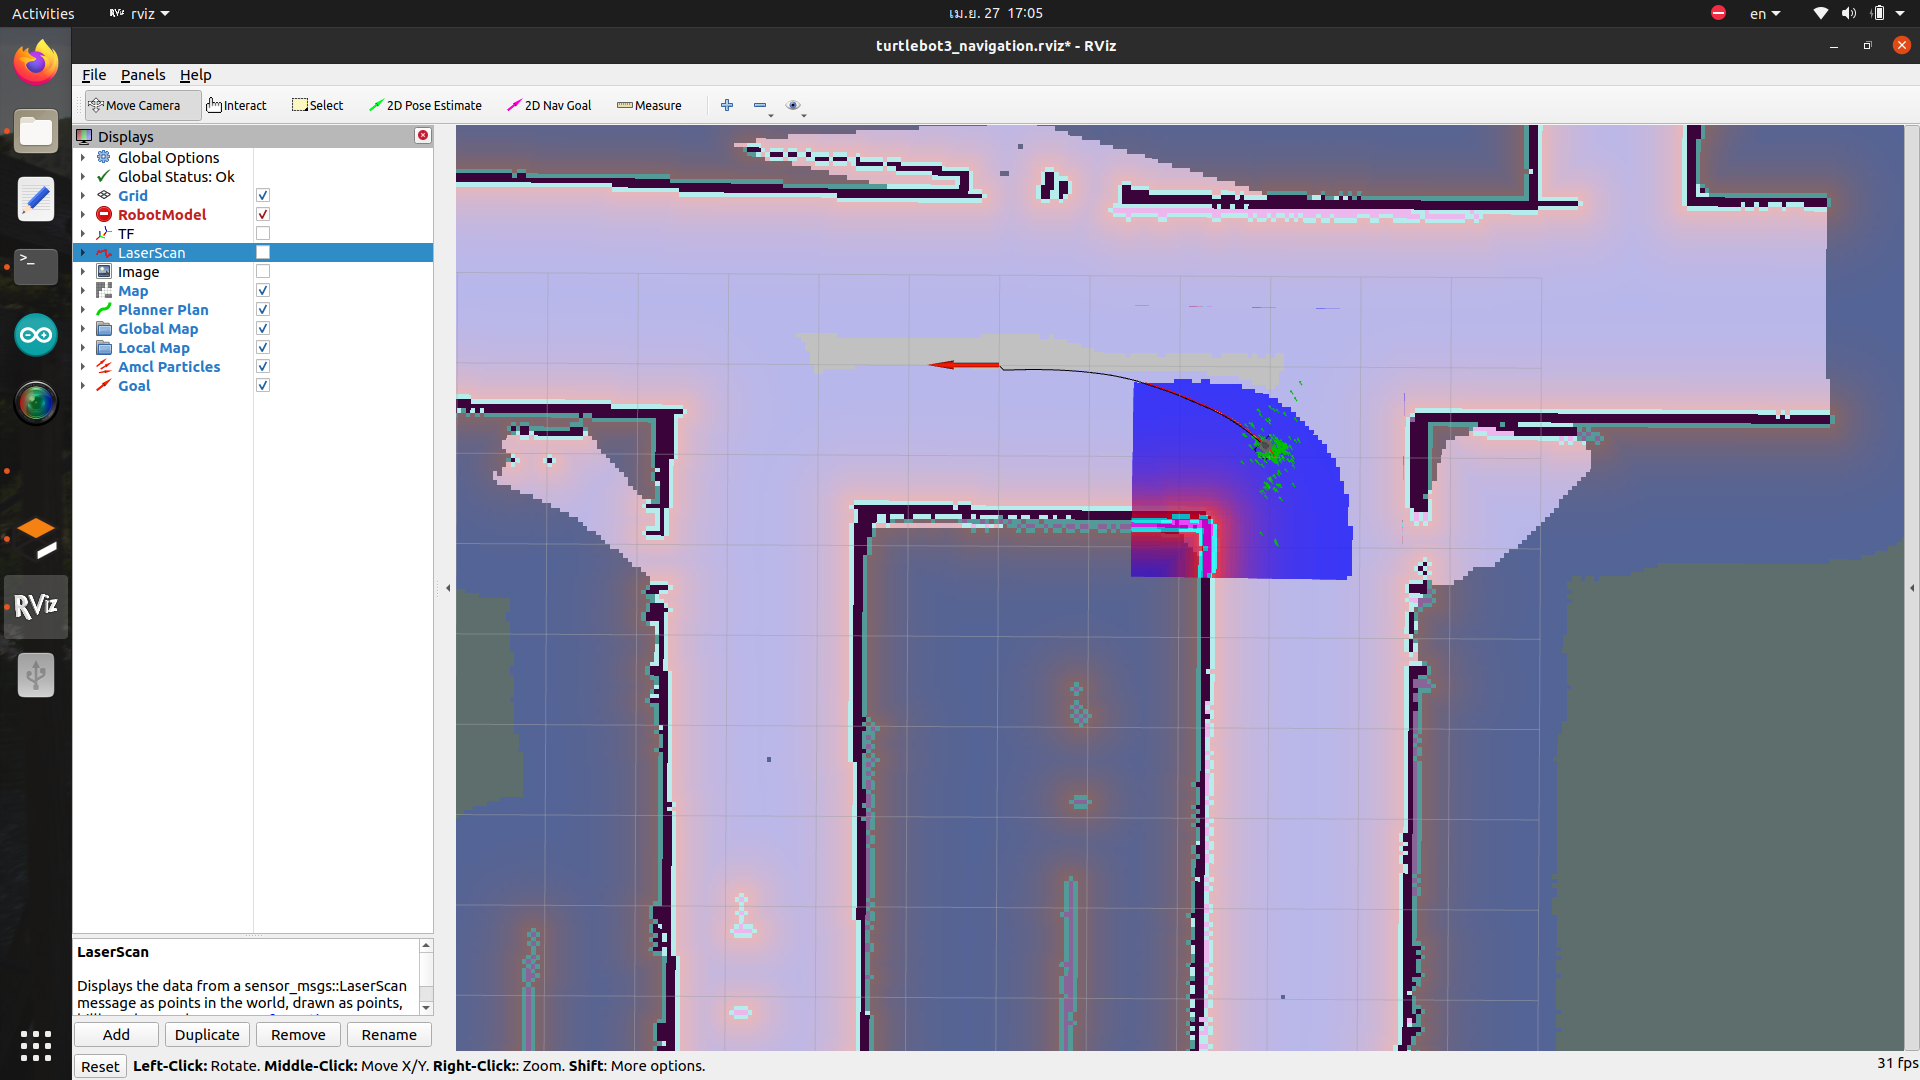 Activities
RViz rviz
เม.ย. 27 17:05
en
turtlebot3_navigation.rviz* - RViz
File Panels Help
Move Camera Interact Select 2D Pose Estimate 2D Nav Goal Measure
Displays
Global Options
Global Status: Ok
Grid
RobotModel
TF
LaserScan
Image
Map
Planner Plan
Global Map
Local Map
Amcl Particles
Goal
RViz
LaserScan
Displays the data from a sensor_msgs::LaserScan
message as points in the world, drawn as points,
Add Duplicate Remove Rename
Reset Left-Click: Rotate. Middle-Click: Move X/Y. Right-Click:: Zoom. Shift: More options.
31 fps